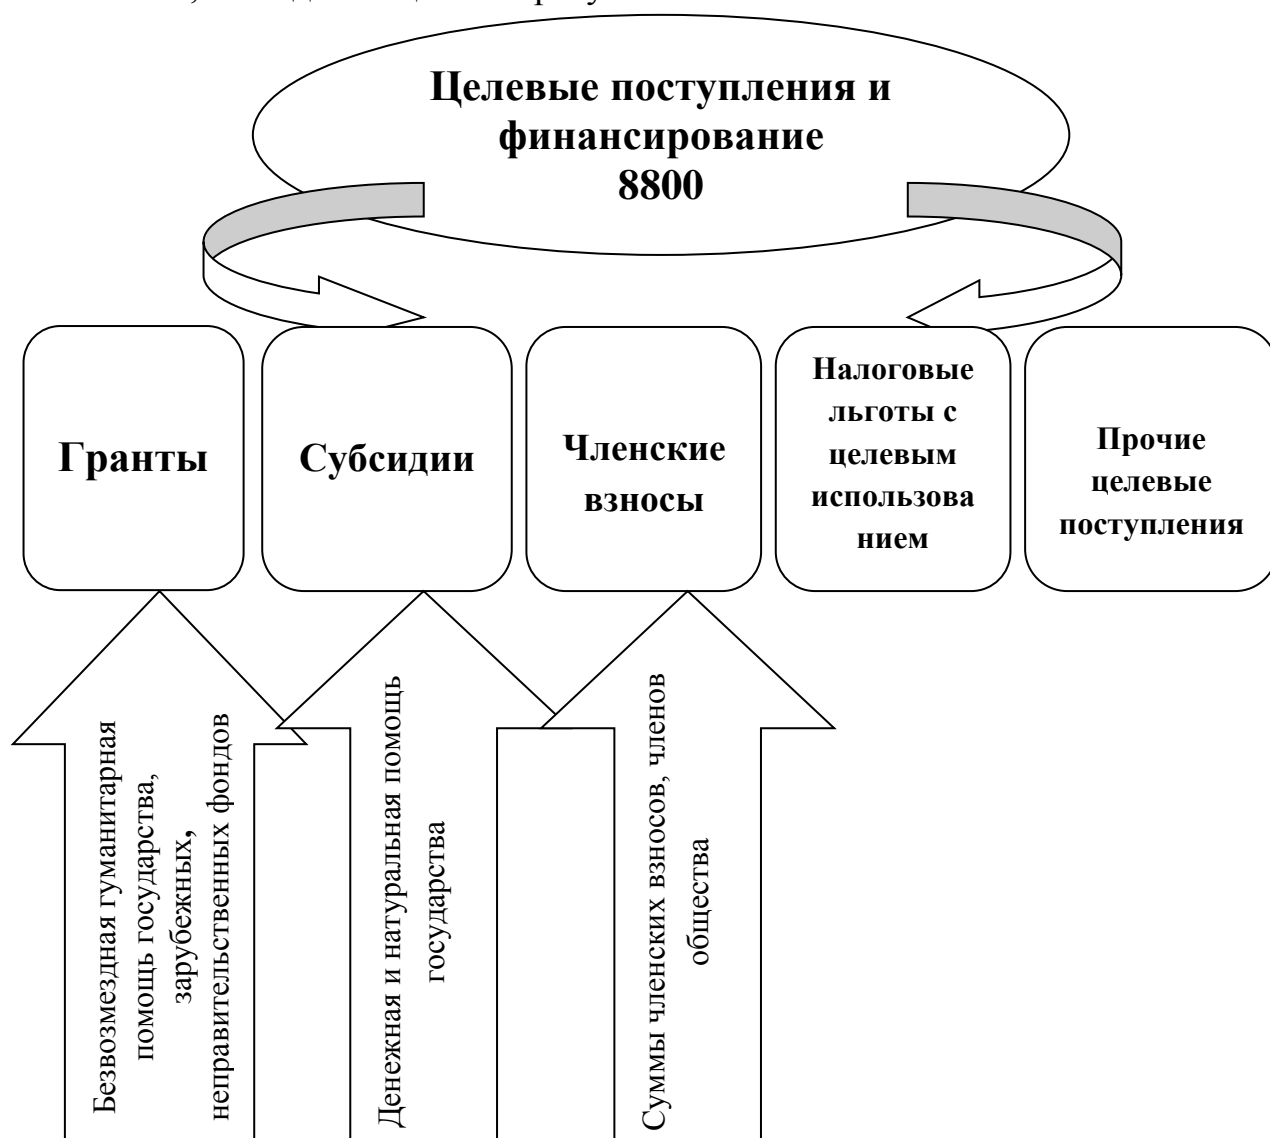 Целевые поступления и
финансирование
8800
Гранты
Субсидии
Членские
взносы
Налоговые
льготы с
целевым
использова
нием
Прочие
целевые
поступления
Безвозмездная гуманитарная
помощь государства,
зарубежных,
неправительственных фондов
Денежная и натуральная помощь
государства
Суммы членских взносов, членов
общества